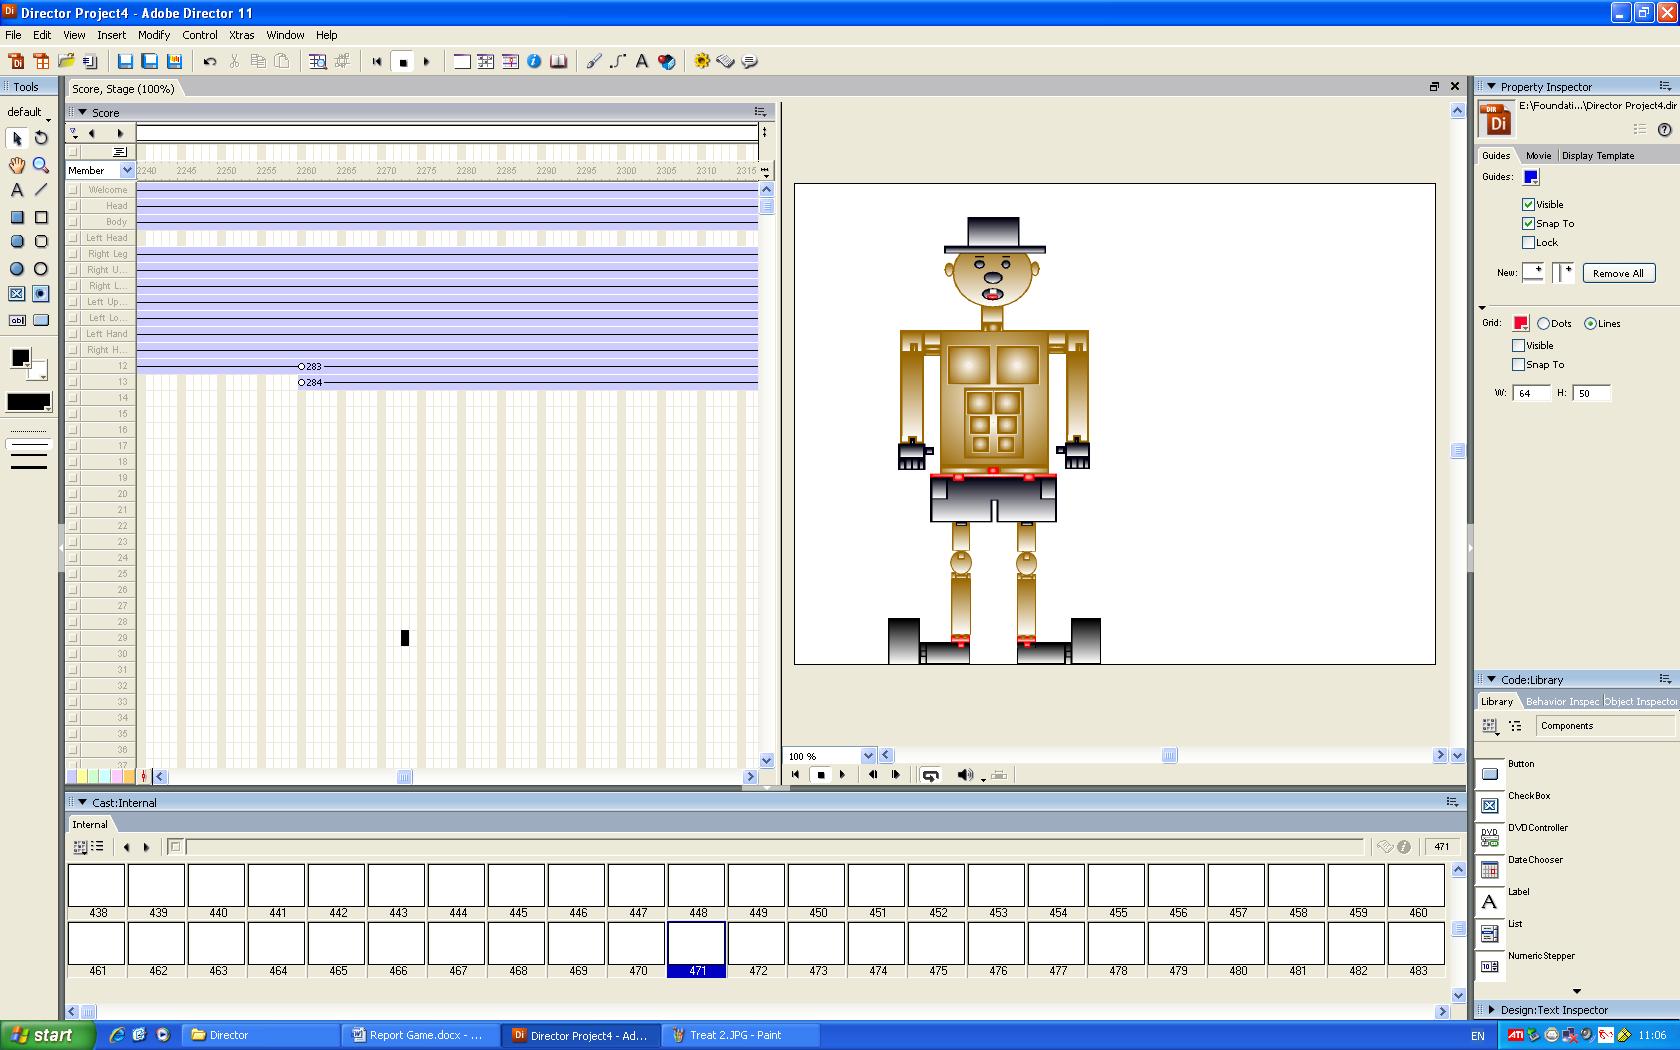 Director Project4 - Adobe Director 11
File Edit View Insert Modify Control Xtras Window Help
Tools
default
Score, Stage (100%)
Score
Member
2240 2245 2250 2255 2260 2265 2270 2275 2280 2285 2290 2295 2300 2305 2310 2315
Welcome
Head
Body
Left Head
Right Leg
Right U...
Right L...
Left Up...
Left Lo...
Left Hand
Right H...
12 283
13 284
14
15
16
17
18
19
20
21
22
23
24
25
26
27
28
29
30
31
32
33
34
35
36
37
100 %
Property Inspector
E:\Foundati...\Director Project4.dir
Guides Movie Display Template
Guides:
Visible
Snap To
Lock
New: Remove All
Grid: Dots Lines
Visible
Snap To
W: 64 H: 50
Code:Library
Library Behavior Inspec Object Inspector
Components
Button
CheckBox
DVDController
DateChooser
Label
List
NumericStepper
Design:Text Inspector
Cast:Internal
Internal
471
438 439 440 441 442 443 444 445 446 447 448 449 450 451 452 453 454 455 456 457 458 459 460
461 462 463 464 465 466 467 468 469 470 471 472 473 474 475 476 477 478 479 480 481 482 483
start Director Report Game.docx - ... Director Project4 - Ad... Treat 2.JPG - Paint EN ATI 11:06